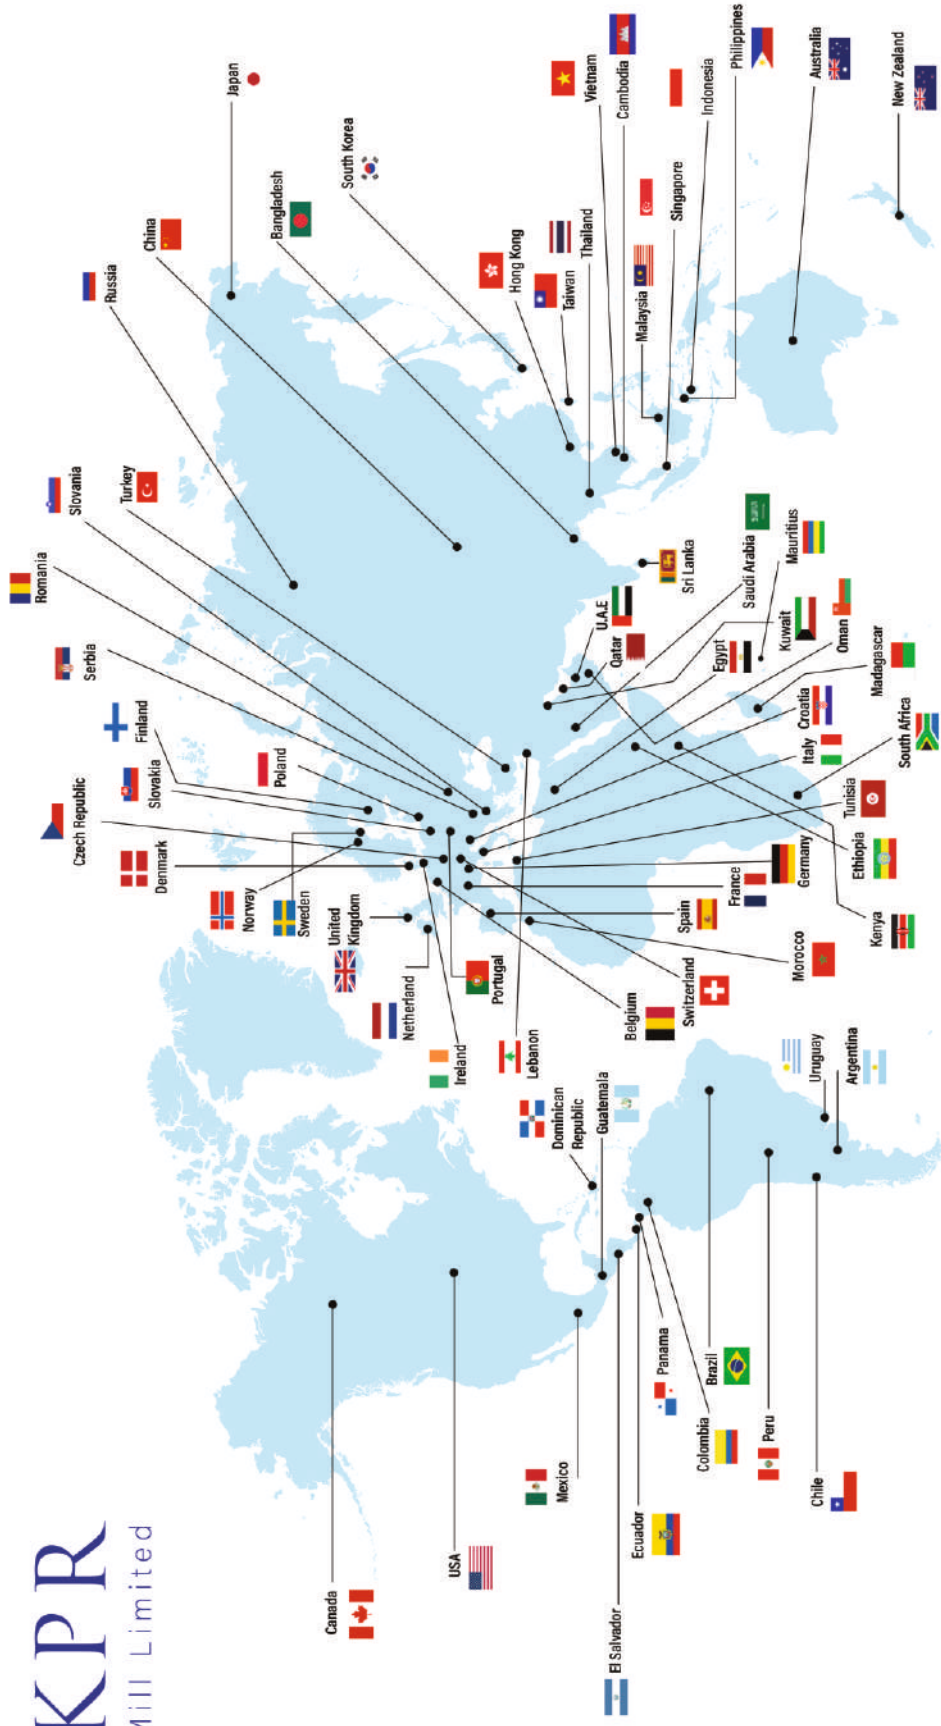 KPR
Mill Limited
Canada
USA
Mexico
El Salvador
Ecuador
Panama
Colombia
Brazil
Peru
Chile
Dominican
Republic
Guatemala
Uruguay
Argentina
Czech Republic
Denmark
Norway
Sweden
United
Kingdom
Netherland
Ireland
Portugal
Lebanon
Belgium
Switzerland
Spain
France
Germany
Morocco
Kenya
Ethiopia
Tunisia
South Africa
Italy
Croatia
Madagascar
Oman
Egypt
Kuwait
Mauritius
Saudi Arabia
Qatar
U.A.E
Sri Lanka
Slovakia
Finland
Poland
Serbia
Romania
Slovania
Turkey
Russia
China
Bangladesh
Japan
South Korea
Hong Kong
Taiwan
Thailand
Vietnam
Cambodia
Malaysia
Singapore
Indonesia
Philippines
Australia
New Zealand